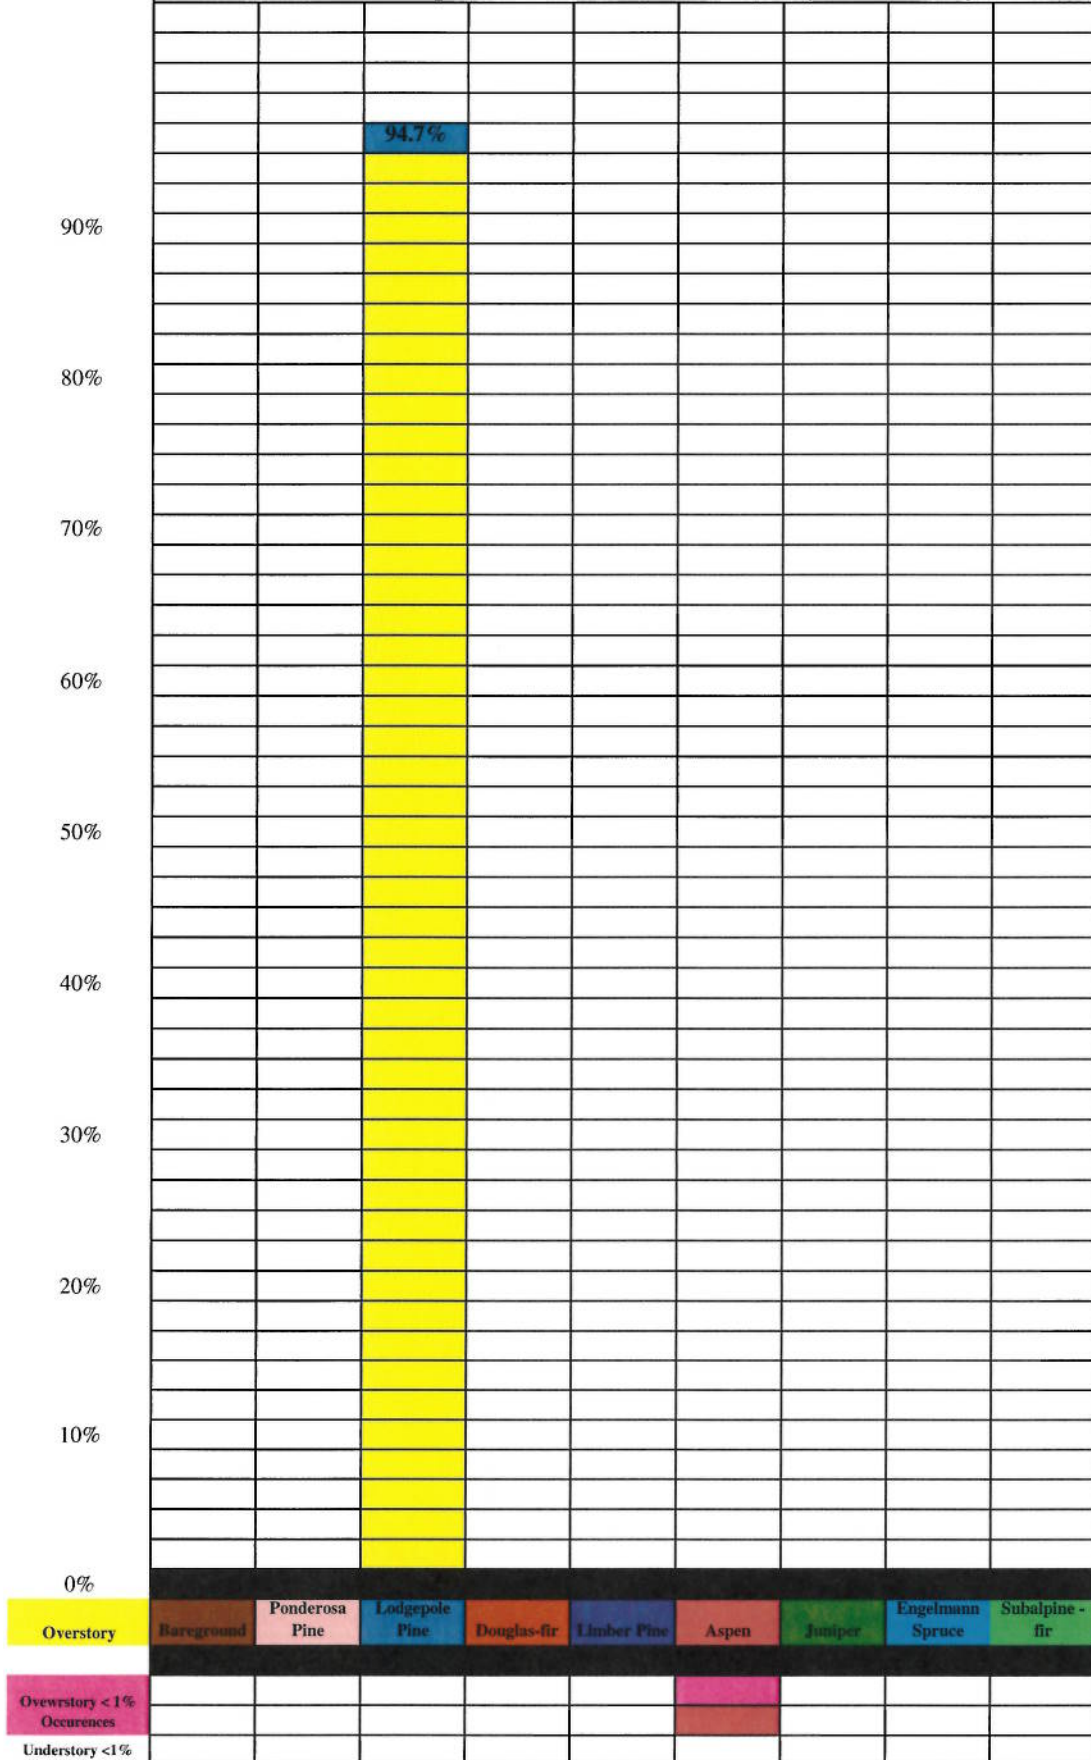 94.7%
90%
80%
70%
60%
50%
40%
30%
20%
10%
0%
Overstory
Bareground
Ponderosa
Pine
Lodgepole
Pine
Douglas-fir
Limber Pine
Aspen
Juniper
Engelmann
Spruce
Subalpine -
fir
Ovewrstory < 1%
Occurences
Understory <1%